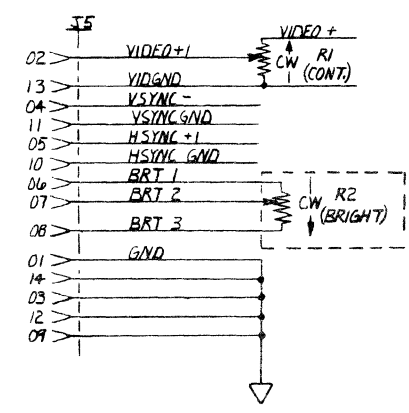 J5
VIDEO +
02 VIDEO+1
CW R1
(CONT.)
13 VIDGND
04 VSYNC -
11 VSYNCGND
05 HSYNC +1
10 HSYNC GND
06 BRT 1
07 BRT 2
CW R2
(BRIGHT)
08 BRT 3
01 GND
14
03
12
09